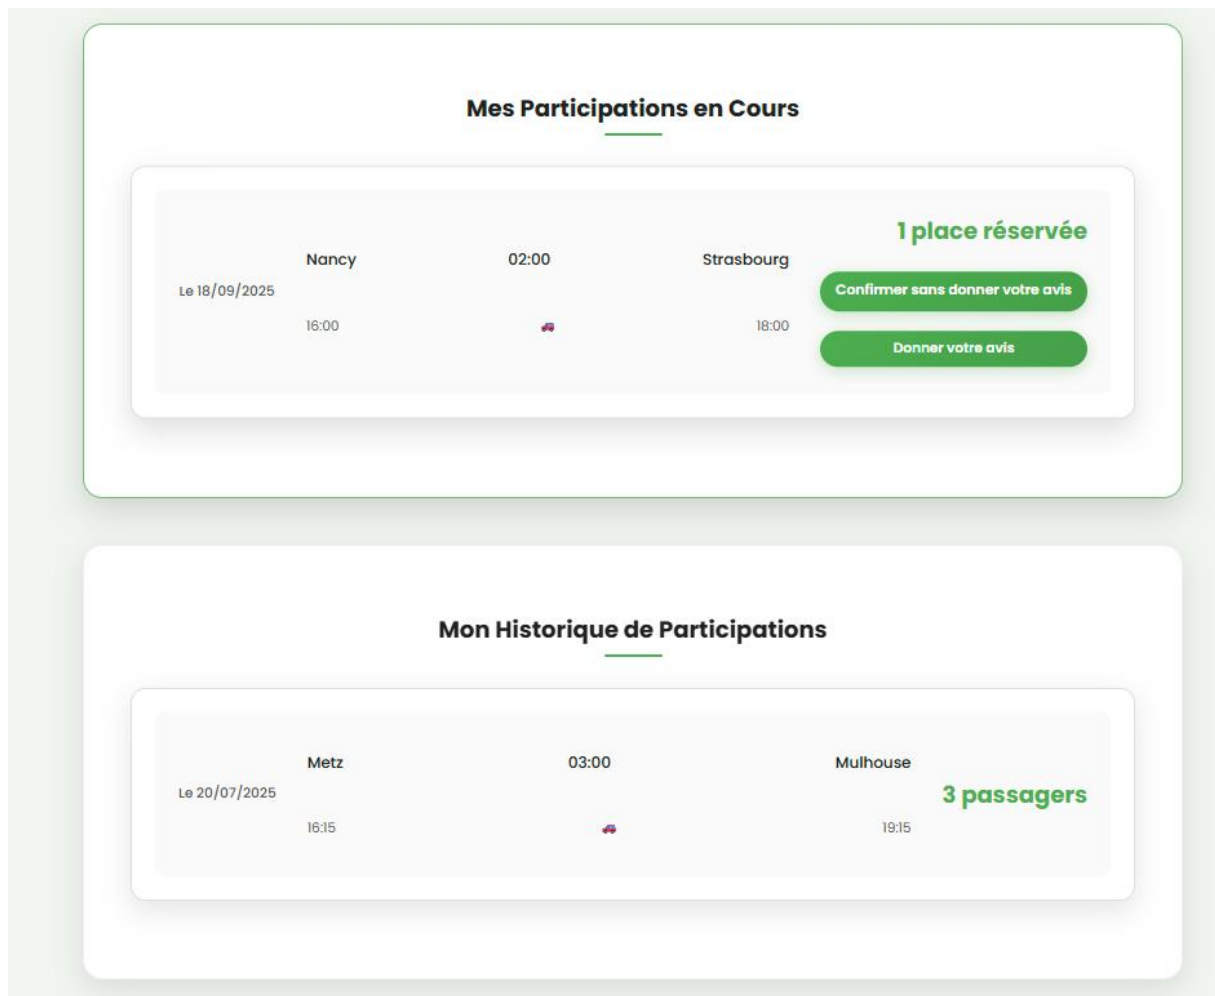 Mes Participations en Cours
1 place réservée
Nancy 02:00 Strasbourg
Le 18/09/2025
Confirmer sans donner votre avis
16:00 18:00
Donner votre avis
Mon Historique de Participations
Metz 03:00 Mulhouse
Le 20/07/2025
3 passagers
16:15 19:15